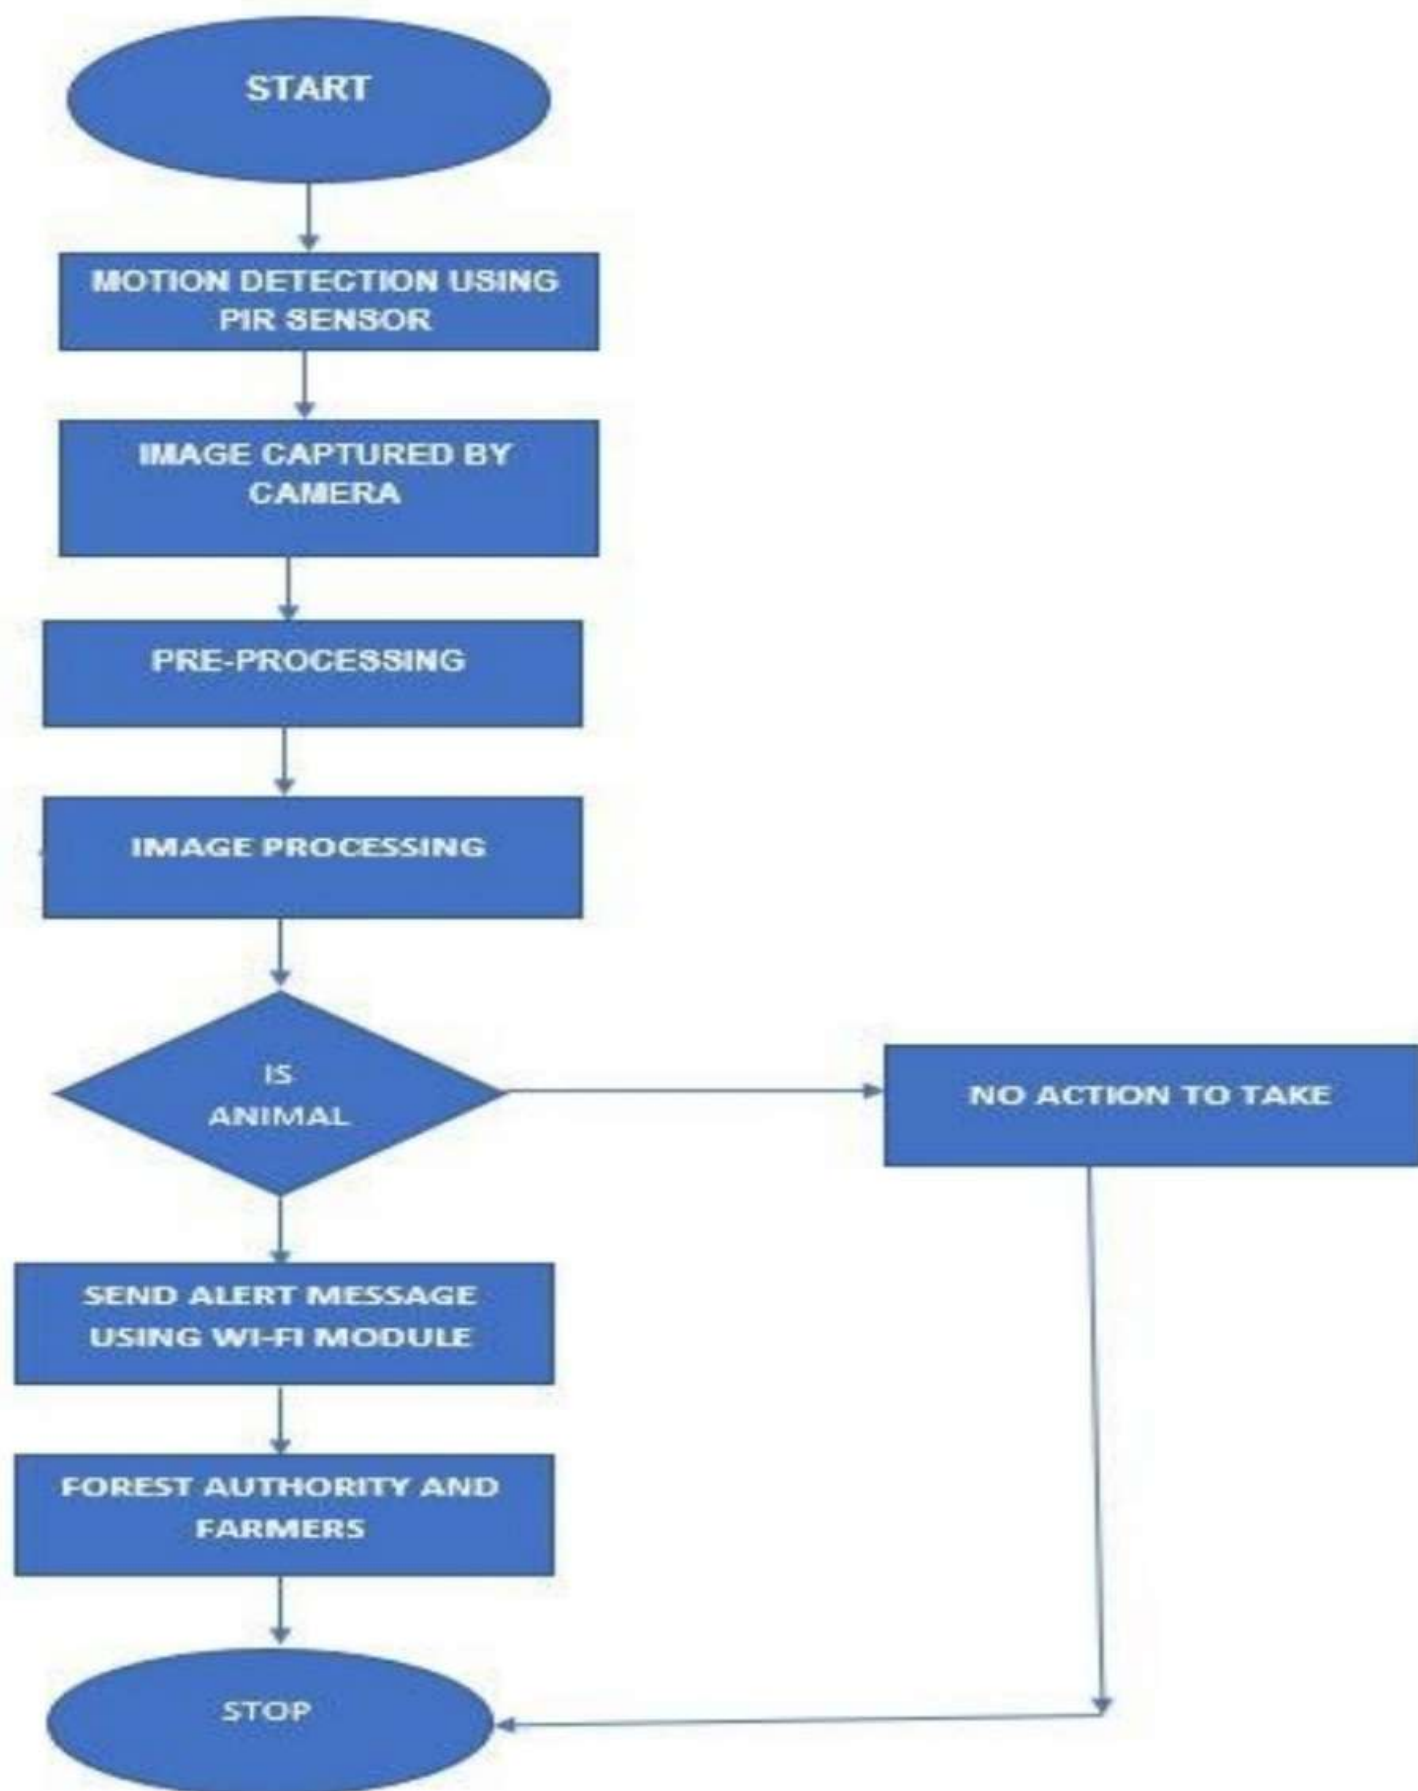 START
MOTION DETECTION USING
PIR SENSOR
IMAGE CAPTURED BY
CAMERA
PRE-PROCESSING
IMAGE PROCESSING
IS
ANIMAL
NO ACTION TO TAKE
SEND ALERT MESSAGE
USING WI-FI MODULE
FOREST AUTHORITY AND
FARMERS
STOP